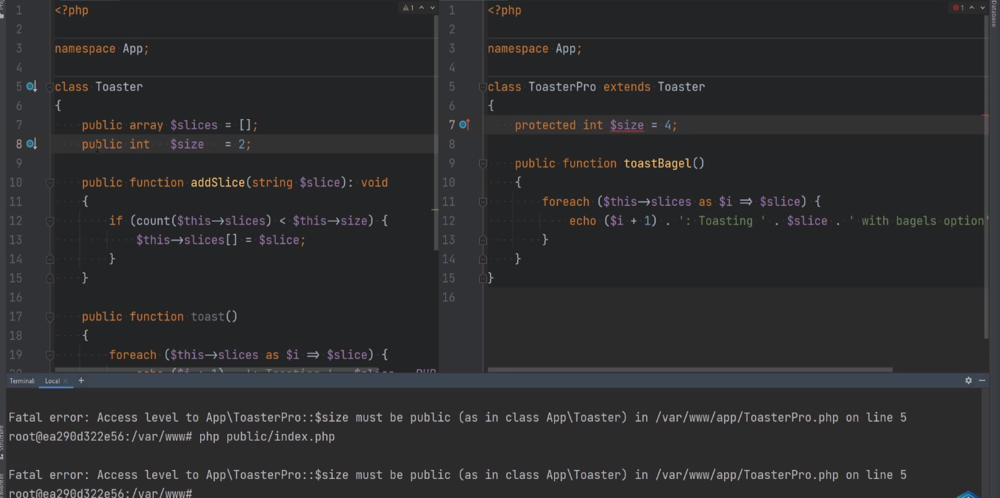 <?php
namespace App;
class Toaster
{
public array $slices = [];
public int $size = 2;
public function addSlice(string $slice): void
{
if (count($this->slices) < $this->size) {
$this->slices[] = $slice;
}
}
public function toast()
{
foreach ($this->slices as $i => $slice) {
1
2
3
4
5
6
7
8
9
10
11
12
13
14
15
16
17
18
19
1
<?php
namespace App;
class ToasterPro extends Toaster
{
protected int $size = 4;
public function toastBagel()
{
foreach ($this->slices as $i => $slice) {
echo ($i + 1) . ': Toasting ' . $slice . ' with bagels option'
}
}
}
1
2
3
4
5
6
7
8
9
10
11
12
13
14
15
16
1
Database
Terminal: Local × +
Fatal error: Access level to App\ToasterPro::$size must be public (as in class App\Toaster) in /var/www/app/ToasterPro.php on line 5
root@ea290d322e56:/var/www# php public/index.php
Fatal error: Access level to App\ToasterPro::$size must be public (as in class App\Toaster) in /var/www/app/ToasterPro.php on line 5
root@ea290d322e56:/var/www#
Structure